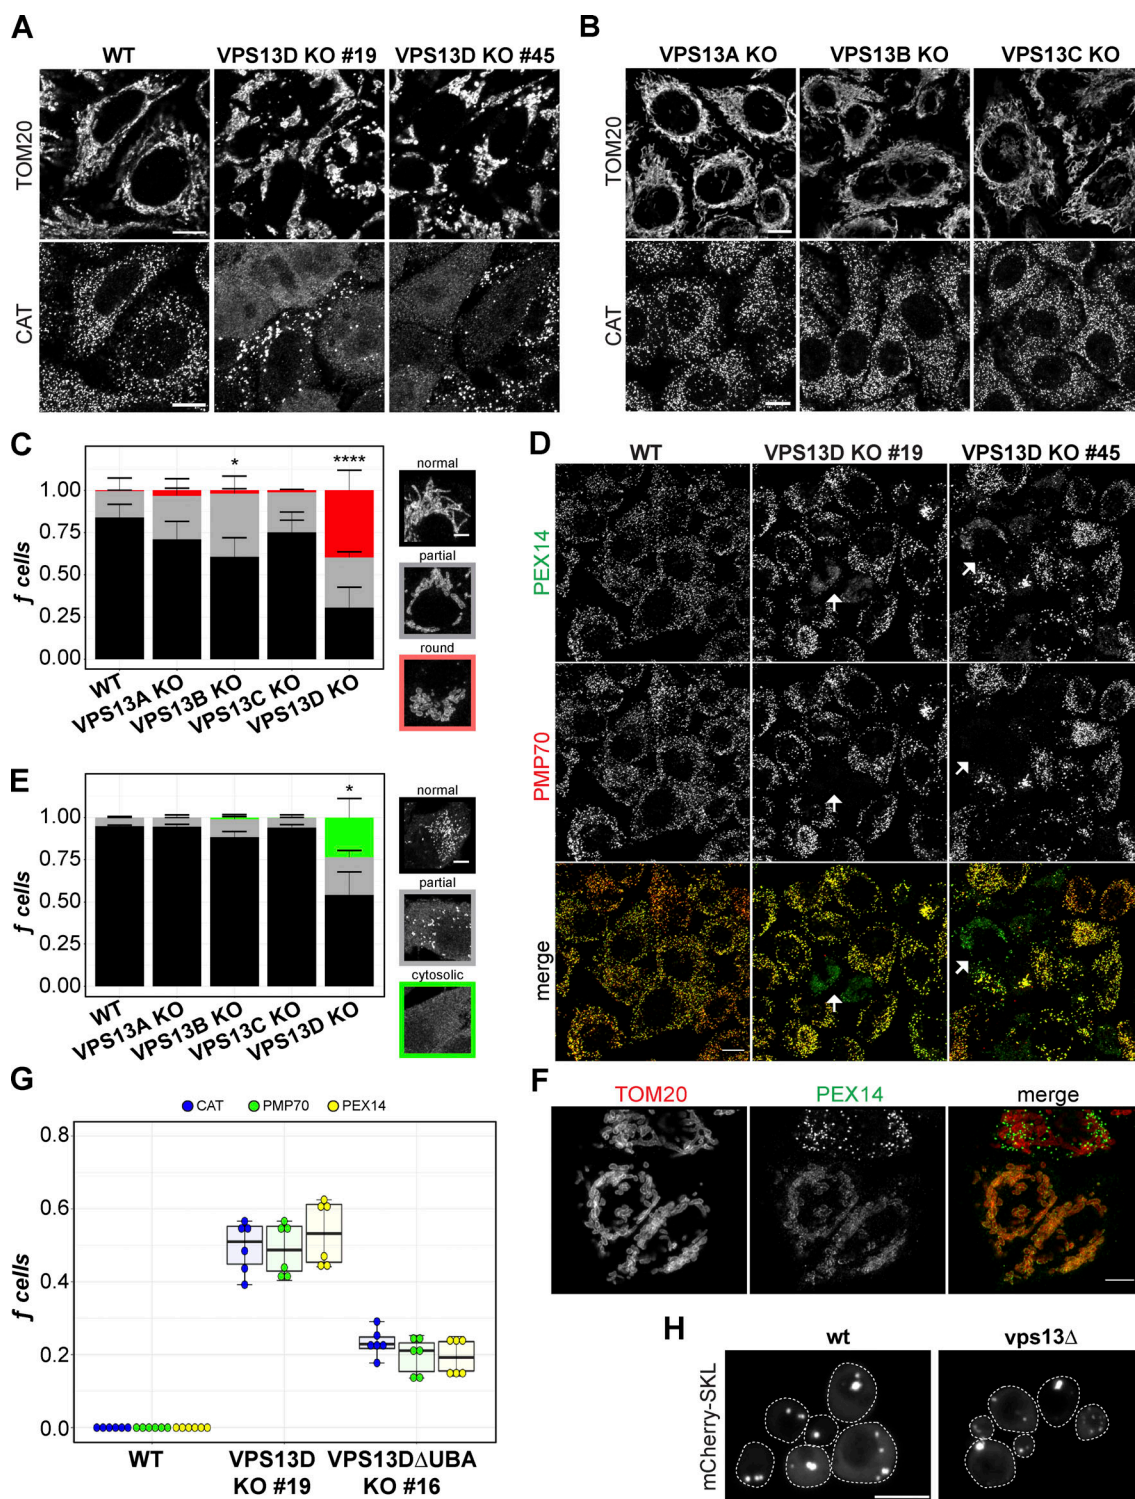 A
WT
VPS13D KO #19
VPS13D KO #45
TOM20
CAT
B
VPS13A KO
VPS13B KO
VPS13C KO
TOM20
CAT
C
f cells
1.00
0.75
0.50
0.25
0.00
*
****
WT
VPS13A KO
VPS13B KO
VPS13C KO
VPS13D KO
normal
partial
round
D
WT
VPS13D KO #19
VPS13D KO #45
PEX14
PMP70
merge
E
f cells
1.00
0.75
0.50
0.25
0.00
*
WT
VPS13A KO
VPS13B KO
VPS13C KO
VPS13D KO
normal
partial
cytosolic
F
TOM20
PEX14
merge
G
CAT PMP70 PEX14
f cells
0.8
0.6
0.4
0.2
0.0
WT
VPS13D
KO #19
VPS13DΔUBA
KO #16
H
wt
vps13Δ
mCherry-SKL